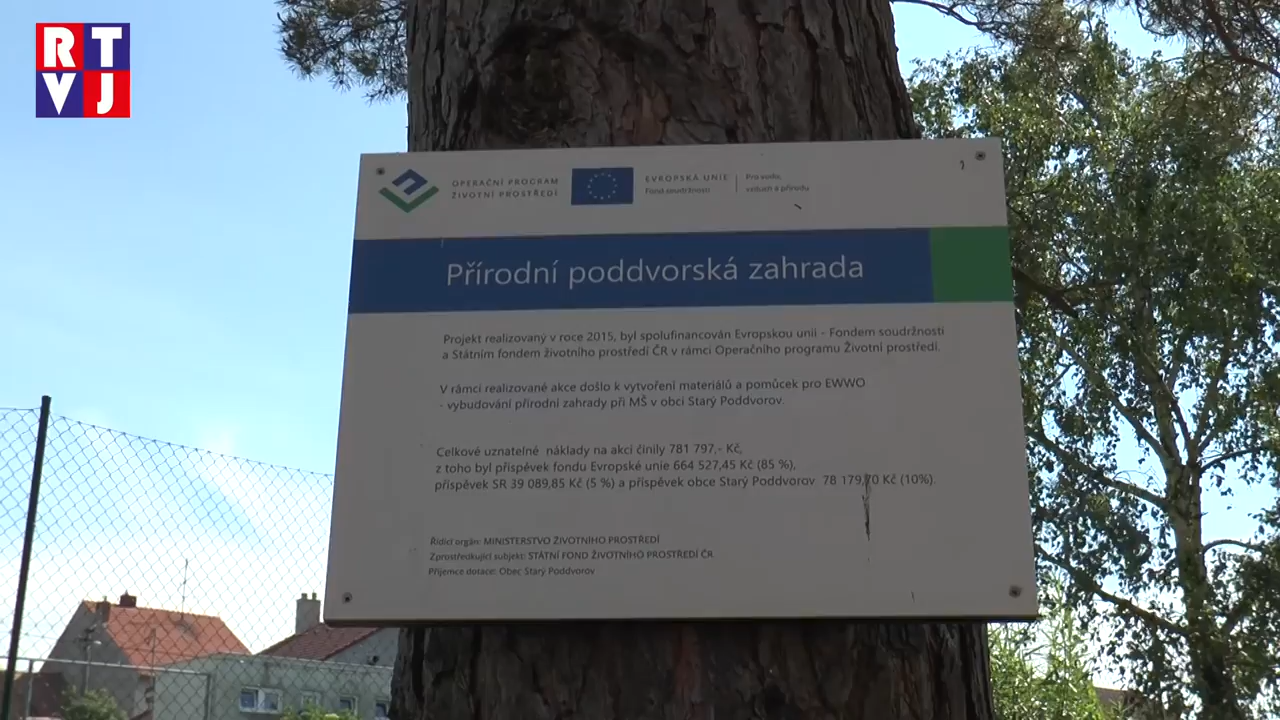 RT
VJ
OPERAČNÍ PROGRAM
ŽIVOTNÍ PROSTŘEDÍ
EVROPSKÁ UNIE
Fond soudržnosti
Pro vodu,
vzduch a přírodu
Přírodní poddvorská zahrada
Projekt realizovaný v roce 2015, byl spolufinancován Evropskou unií - Fondem soudržnosti
a Státním fondem životního prostředí ČR v rámci Operačního programu Životní prostředí.
V rámci realizované akce došlo k vytvoření materiálů a pomůcek pro EWWO
- vybudování přírodní zahrady při MŠ v obci Starý Poddvorov.
Celkové uznatelné náklady na akci činily 781 797,- Kč,
z toho byl příspěvek fondu Evropské unie 664 527,45 Kč (85 %),
příspěvek SR 39 089,85 Kč (5 %) a příspěvek obce Starý Poddvorov 78 179,70 Kč (10%).
Řídící orgán: MINISTERSTVO ŽIVOTNÍHO PROSTŘEDÍ
Zprostředkující subjekt: STÁTNÍ FOND ŽIVOTNÍHO PROSTŘEDÍ ČR
Příjemce dotace: Obec Starý Poddvorov